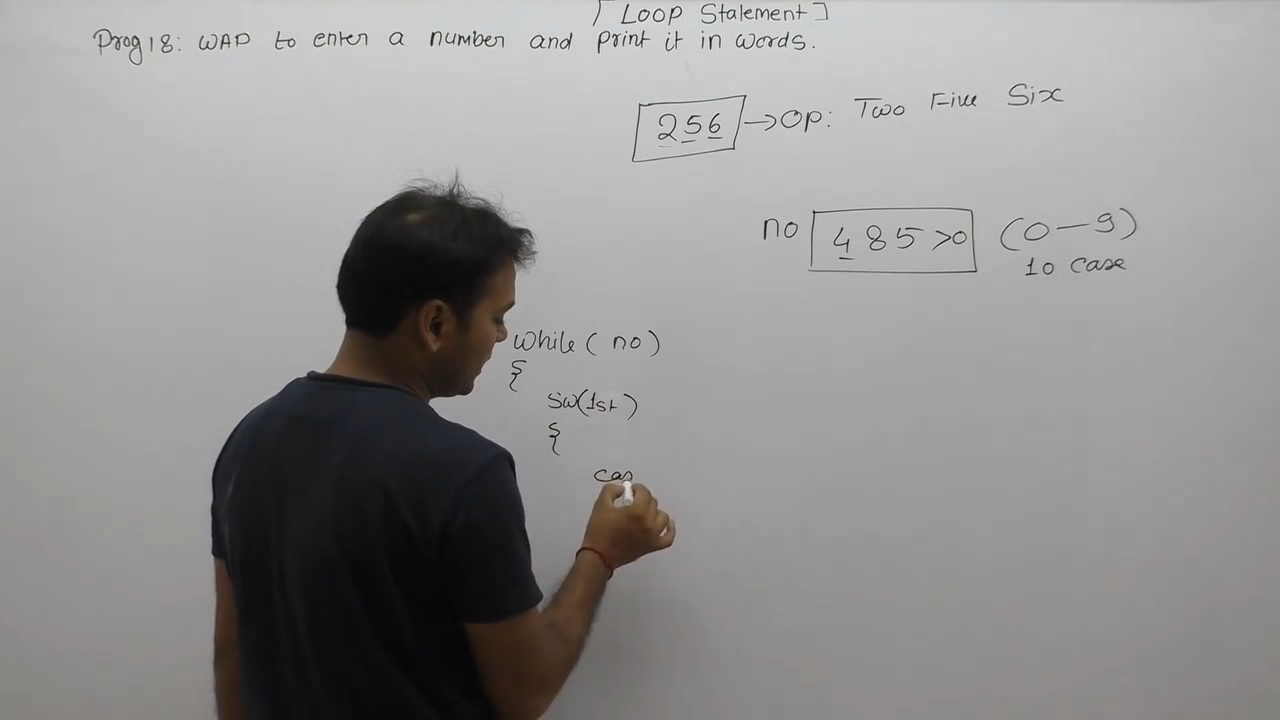 [LOOP Statement]
Prog 18: WAP to enter a number and print it in words.
256 → Op: Two Five Six
no 485 >0 (0-9)
10 case
while ( no )
{
Sw(1st)
{
cas